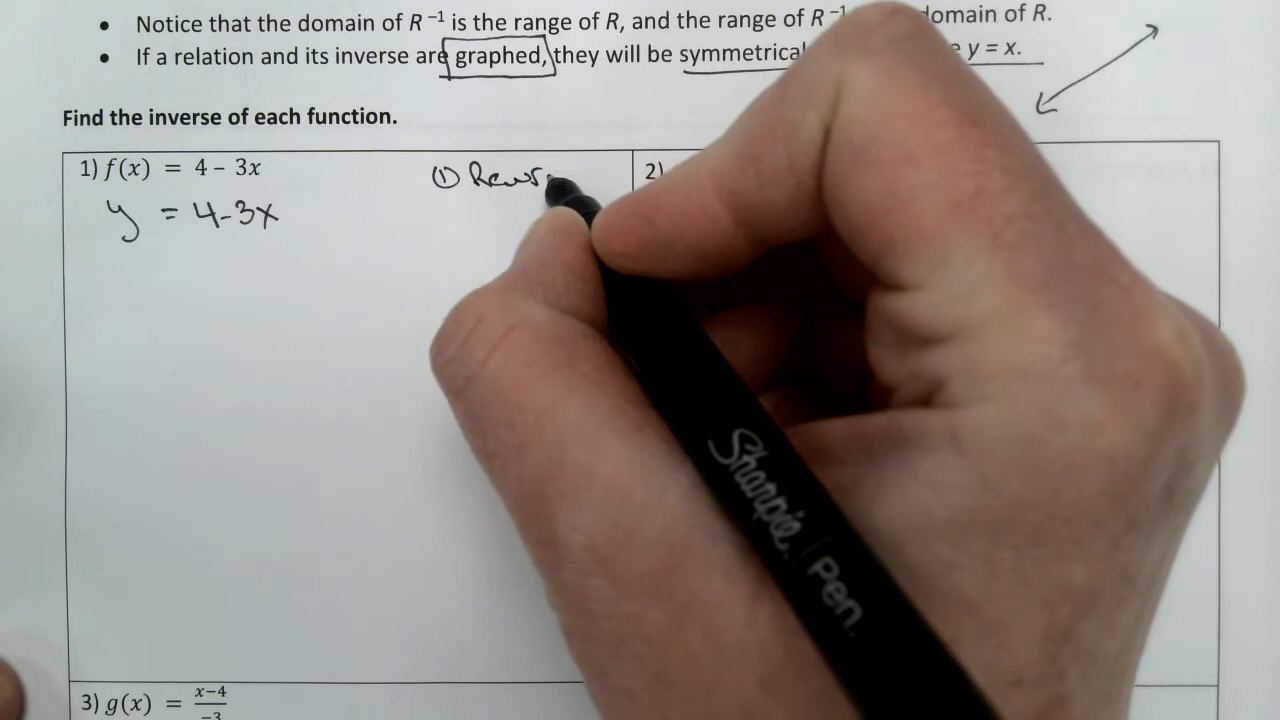 • Notice that the domain of R⁻¹ is the range of R, and the range of R⁻¹ domain of R.
• If a relation and its inverse are graphed, they will be symmetrical y = x.
Find the inverse of each function.
1) f(x) = 4 – 3x
① Rewr
2)
y = 4-3x
Sharpie. Pen.
3) g(x) = x−4 / −3